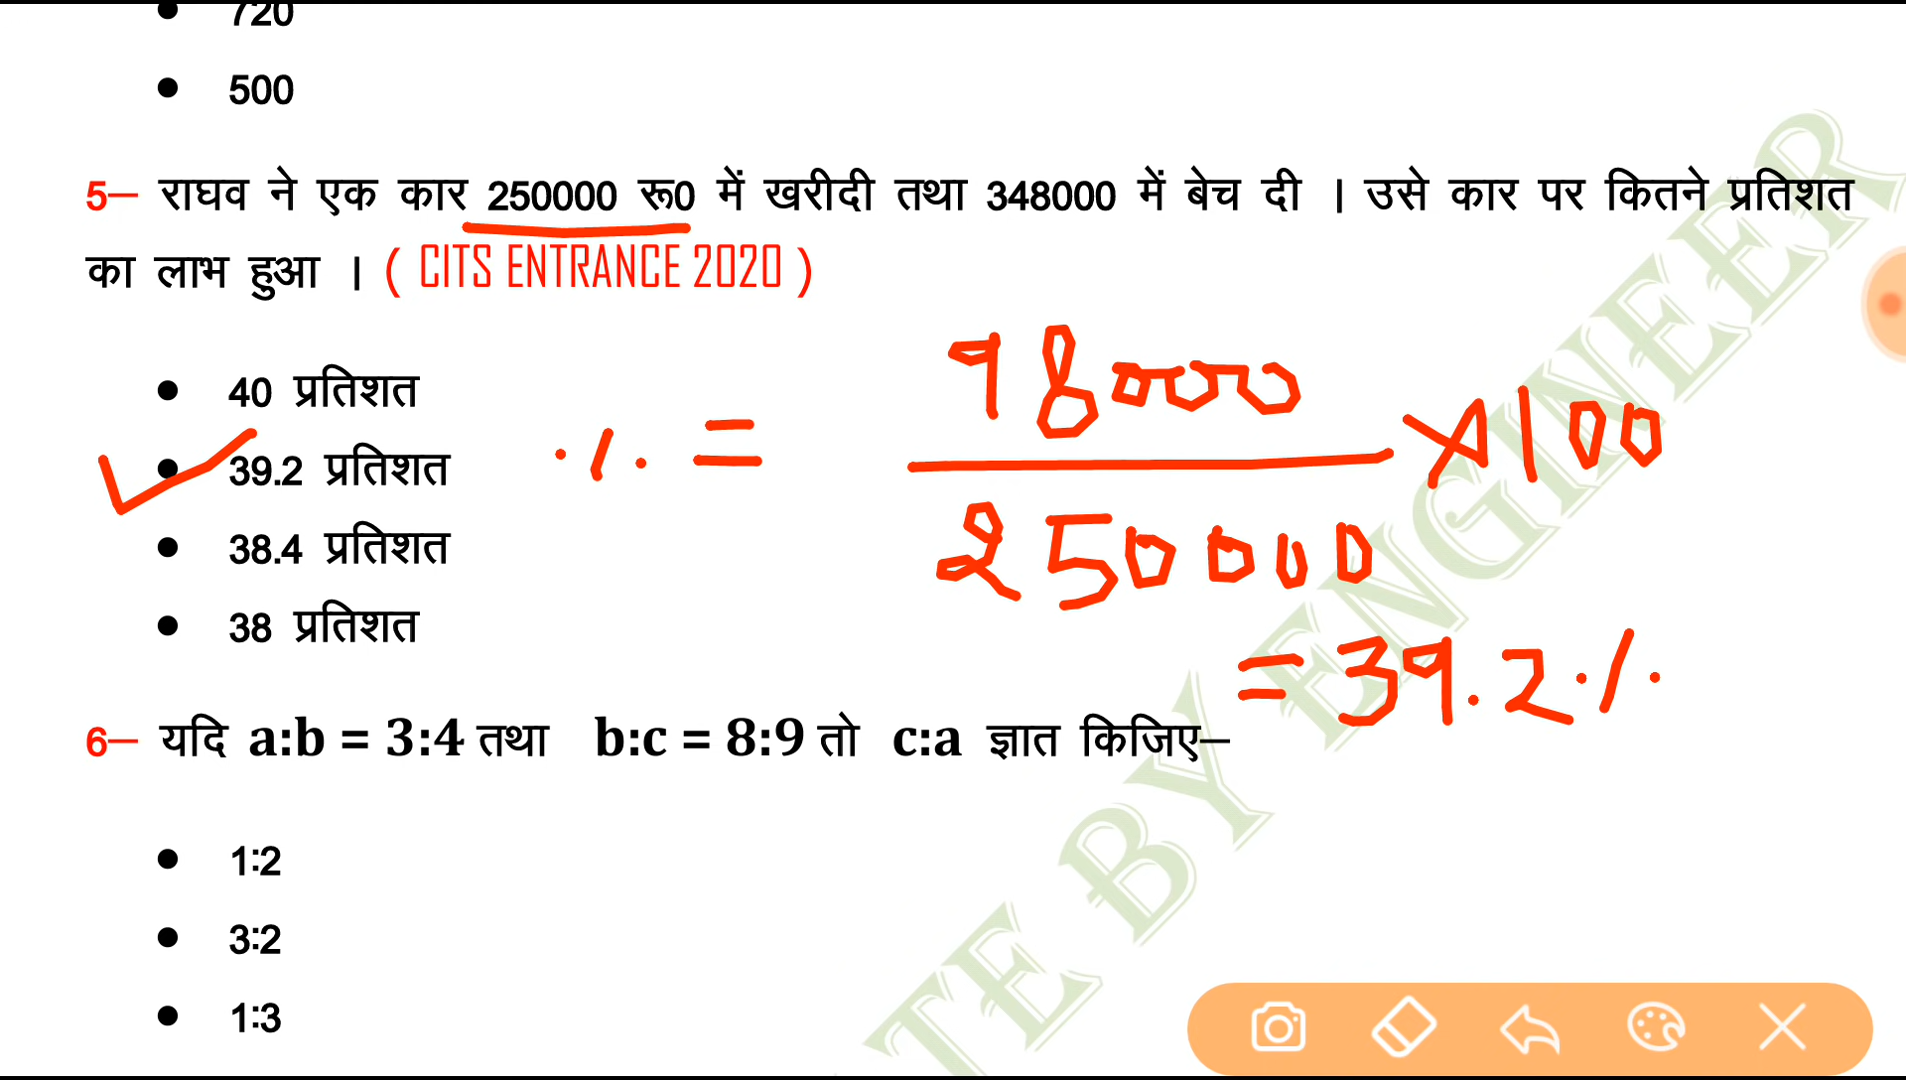 720
500
5– राघव ने एक कार 250000 रू0 में खरीदी तथा 348000 में बेच दी । उसे कार पर कितने प्रतिशत
का लाभ हुआ । ( CITS ENTRANCE 2020 )
40 प्रतिशत
39.2 प्रतिशत
38.4 प्रतिशत
38 प्रतिशत
% = 98000 / 250000 × 100
= 39.2 %
6– यदि a:b = 3:4 तथा b:c = 8:9 तो c:a ज्ञात किजिए–
1:2
3:2
1:3
TE BY ENGINEER